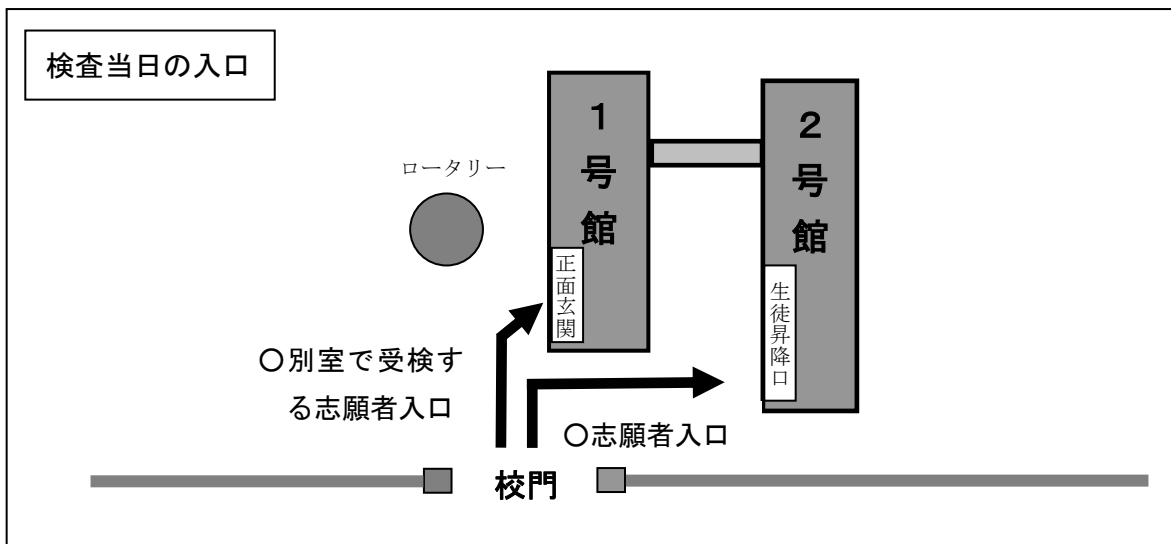 検査当日の入口
1号館
2号館
ロータリー
正面玄関
生徒昇降口
〇別室で受検す
る志願者入口
〇志願者入口
校門